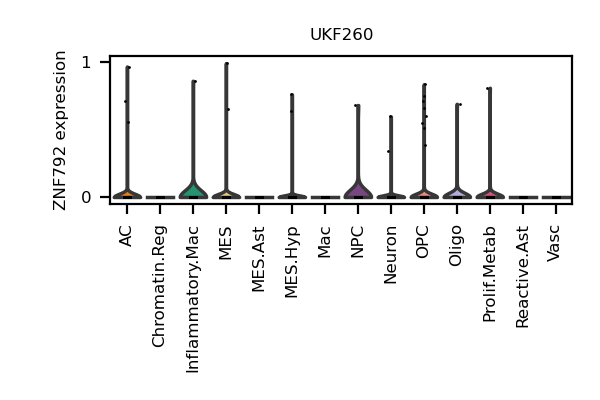 UKF260
ZNF792 expression
1
0
AC
Chromatin.Reg
Inflammatory.Mac
MES
MES.Ast
MES.Hyp
Mac
NPC
Neuron
OPC
Oligo
Prolif.Metab
Reactive.Ast
Vasc